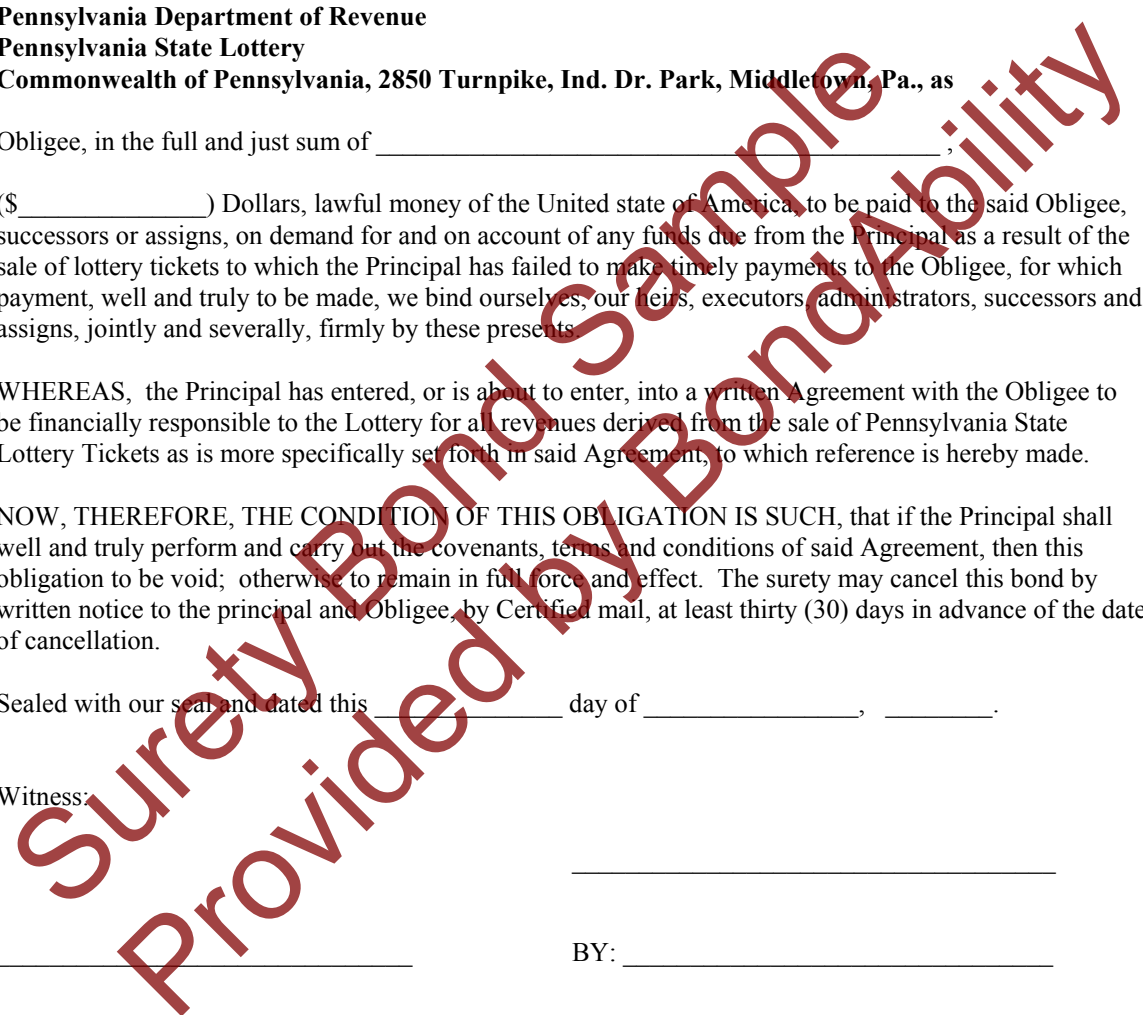 Pennsylvania Department of Revenue
Pennsylvania State Lottery
Commonwealth of Pennsylvania, 2850 Turnpike, Ind. Dr. Park, Middletown, Pa., as
Obligee, in the full and just sum of ____________________________________________ ,
($______________) Dollars, lawful money of the United state of America, to be paid to the said Obligee,
successors or assigns, on demand for and on account of any funds due from the Principal as a result of the
sale of lottery tickets to which the Principal has failed to make timely payments to the Obligee, for which
payment, well and truly to be made, we bind ourselves, our heirs, executors, administrators, successors and
assigns, jointly and severally, firmly by these presents.
WHEREAS,  the Principal has entered, or is about to enter, into a written Agreement with the Obligee to
be financially responsible to the Lottery for all revenues derived from the sale of Pennsylvania State
Lottery Tickets as is more specifically set forth in said Agreement, to which reference is hereby made.
NOW, THEREFORE, THE CONDITION OF THIS OBLIGATION IS SUCH, that if the Principal shall
well and truly perform and carry out the covenants, terms and conditions of said Agreement, then this
obligation to be void;  otherwise to remain in full force and effect.  The surety may cancel this bond by
written notice to the principal and Obligee, by Certified mail, at least thirty (30) days in advance of the date
of cancellation.
Sealed with our seal and dated this ______________ day of ________________,   ________.
Witness:
BY:
Surety Bond Sample
Provided by BondAbility